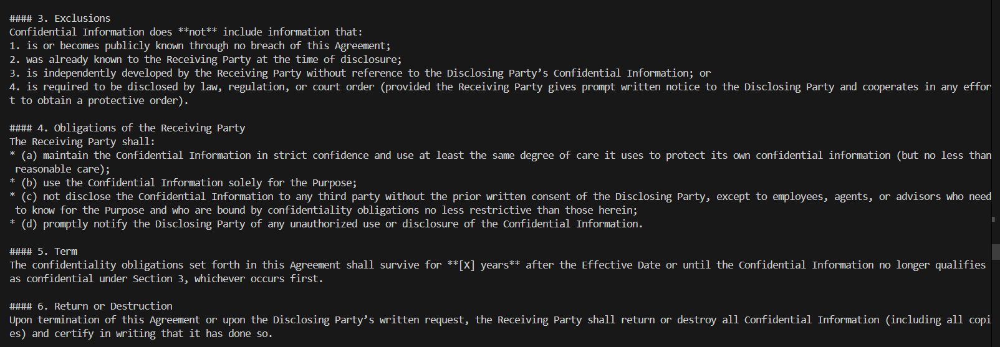 #### 3. Exclusions
Confidential Information does **not** include information that:
1. is or becomes publicly known through no breach of this Agreement;
2. was already known to the Receiving Party at the time of disclosure;
3. is independently developed by the Receiving Party without reference to the Disclosing Party’s Confidential Information; or
4. is required to be disclosed by law, regulation, or court order (provided the Receiving Party gives prompt written notice to the Disclosing Party and cooperates in any effor
t to obtain a protective order).

#### 4. Obligations of the Receiving Party
The Receiving Party shall:
* (a) maintain the Confidential Information in strict confidence and use at least the same degree of care it uses to protect its own confidential information (but no less than
 reasonable care);
* (b) use the Confidential Information solely for the Purpose;
* (c) not disclose the Confidential Information to any third party without the prior written consent of the Disclosing Party, except to employees, agents, or advisors who need
 to know for the Purpose and who are bound by confidentiality obligations no less restrictive than those herein;
* (d) promptly notify the Disclosing Party of any unauthorized use or disclosure of the Confidential Information.

#### 5. Term
The confidentiality obligations set forth in this Agreement shall survive for **[X] years** after the Effective Date or until the Confidential Information no longer qualifies
as confidential under Section 3, whichever occurs first.

#### 6. Return or Destruction
Upon termination of this Agreement or upon the Disclosing Party’s written request, the Receiving Party shall return or destroy all Confidential Information (including all copi
es) and certify in writing that it has done so.